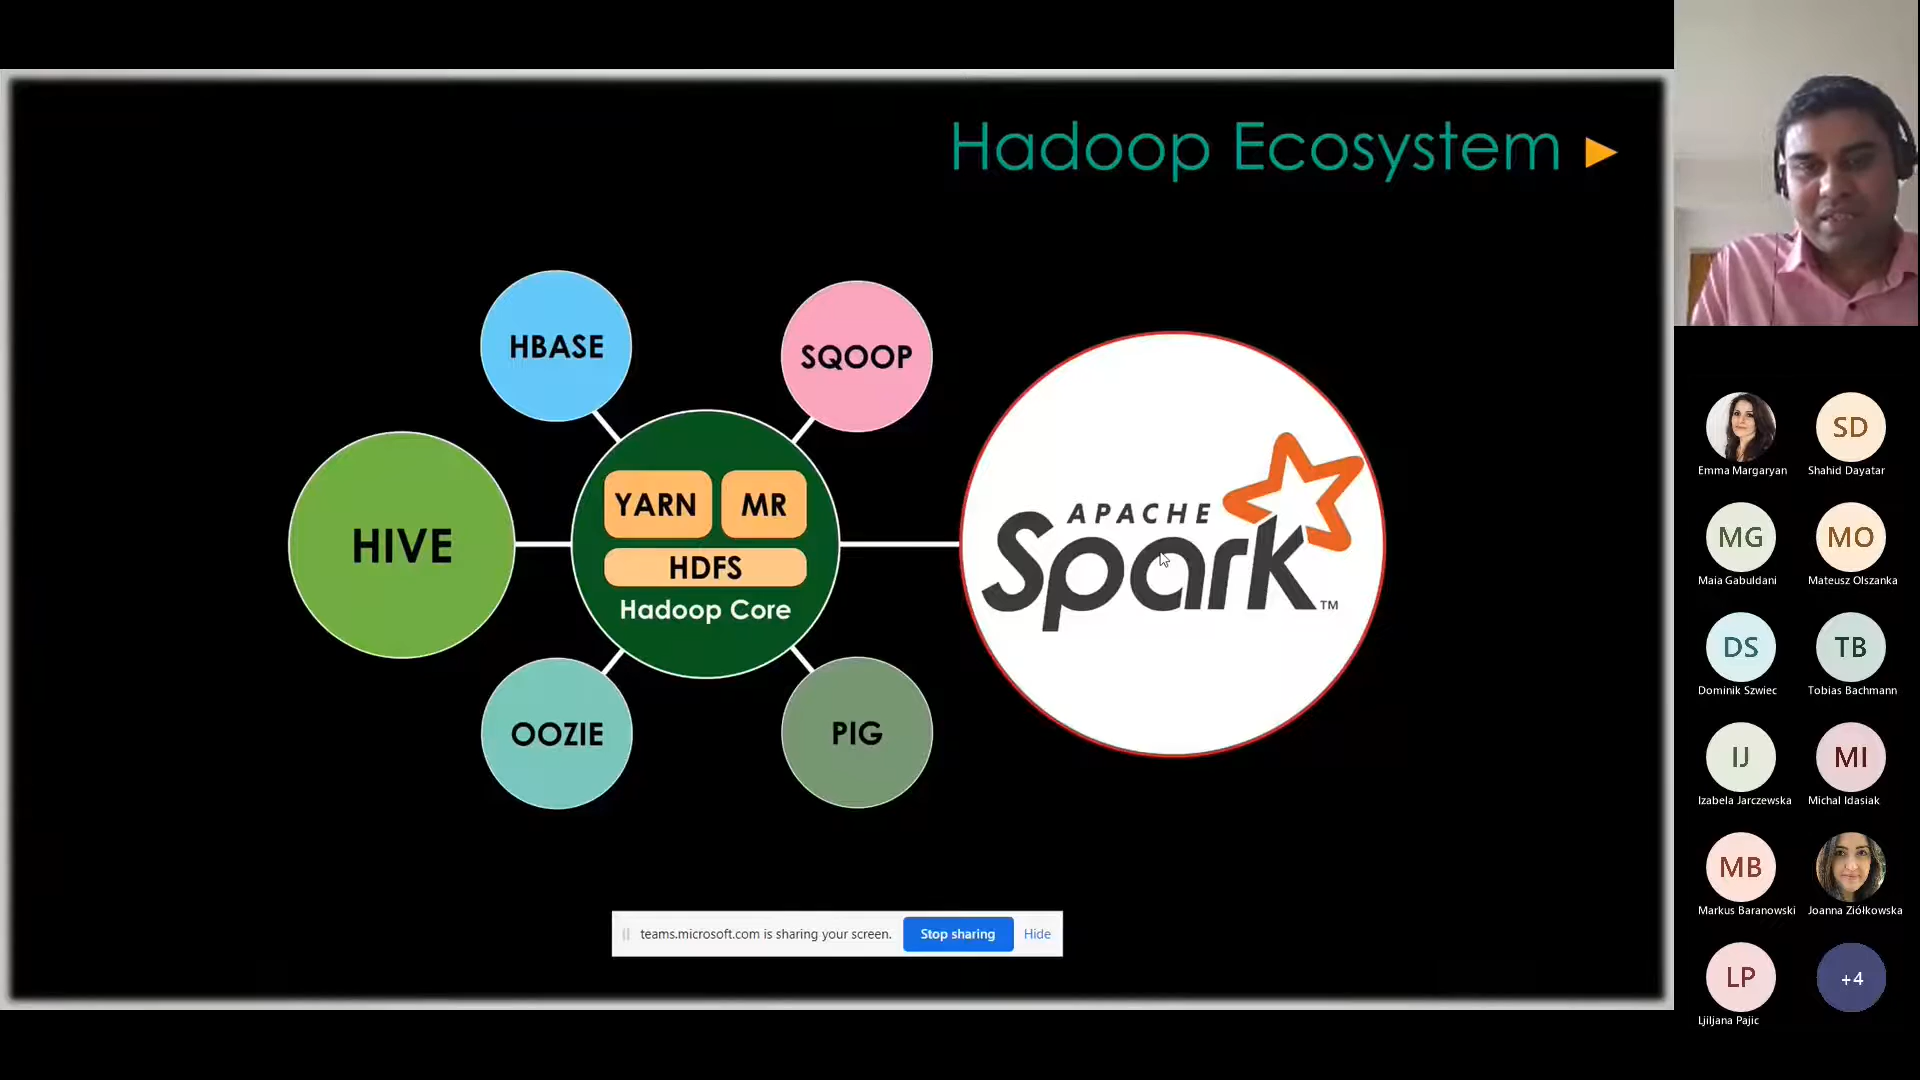 Hadoop Ecosystem
HBASE
SQOOP
HIVE
YARN
MR
HDFS
Hadoop Core
APACHE
Spark
TM
OOZIE
PIG
teams.microsoft.com is sharing your screen.
Stop sharing
Hide
Emma Margaryan
SD
Shahid Dayatar
MG
Maia Gabuldani
MO
Mateusz Olszanka
DS
Dominik Szwiec
TB
Tobias Bachmann
IJ
Izabela Jarczewska
MI
Michal Idasiak
MB
Markus Baranowski
Joanna Ziółkowska
LP
Ljiljana Pajic
+4